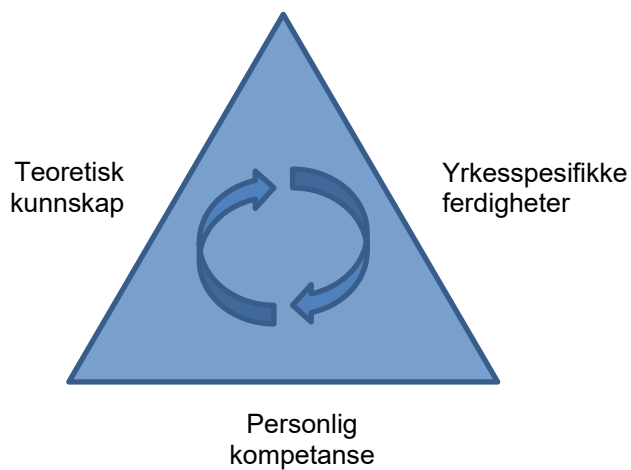 Teoretisk
kunnskap
Yrkesspesifikke
ferdigheter
Personlig
kompetanse